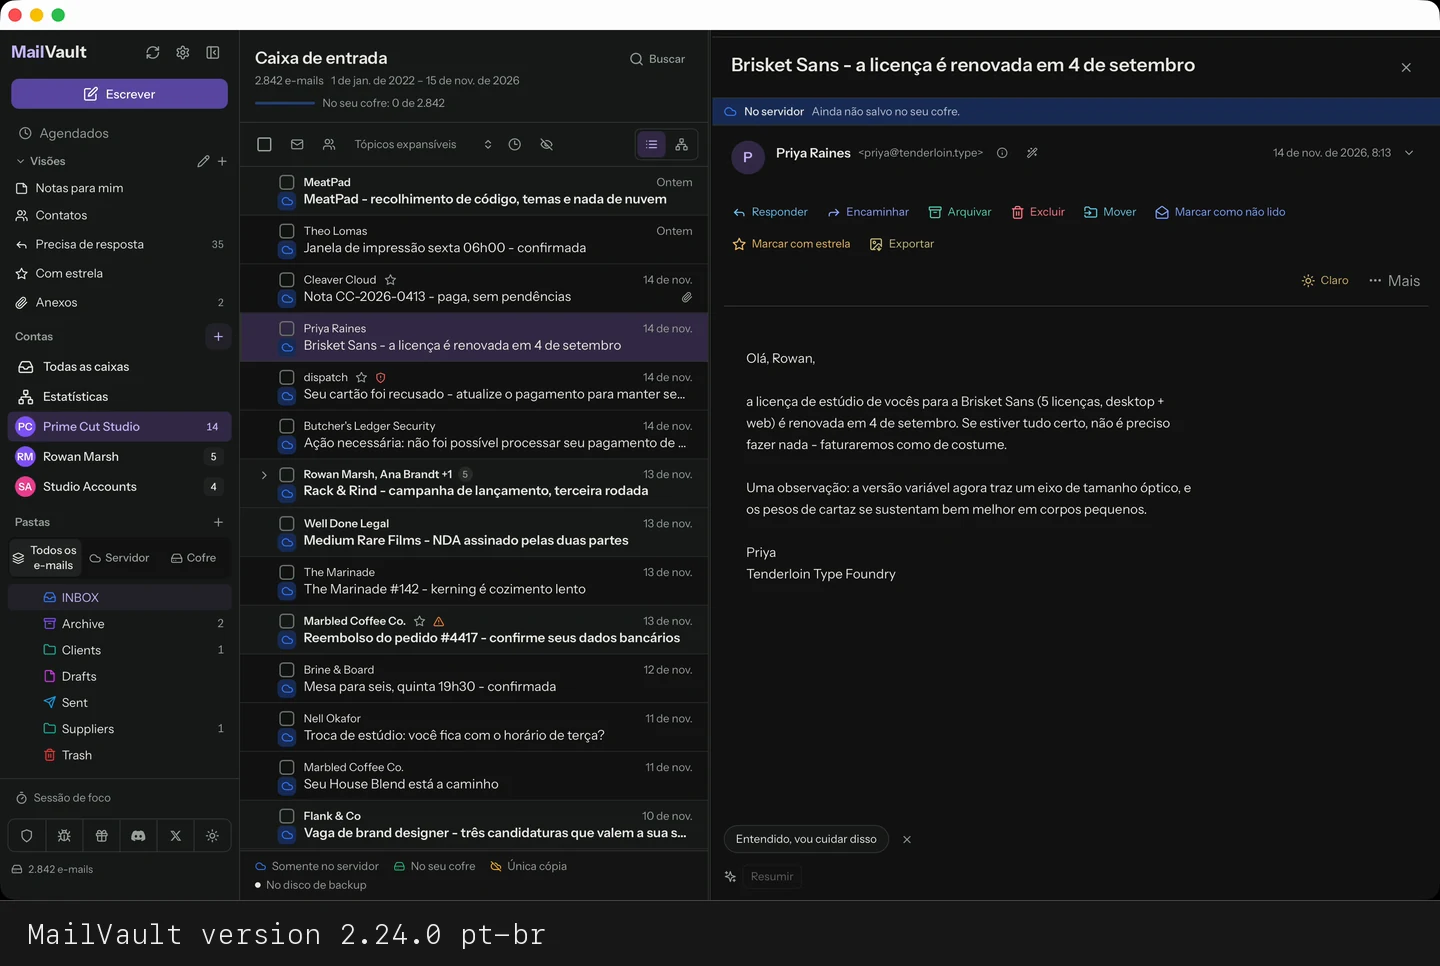 MailVault
Escrever
Agendados
Visões
Notas para mim
Contatos
Precisa de resposta 35
Com estrela
Anexos 2
Contas
Todas as caixas
Estatísticas
PC Prime Cut Studio 14
RM Rowan Marsh 5
SA Studio Accounts 4
Pastas
Todos os e-mails
Servidor
Cofre
INBOX
Archive 2
Clients 1
Drafts
Sent
Suppliers 1
Trash
Sessão de foco
2.842 e-mails
Caixa de entrada
Buscar
2.842 e-mails 1 de jan. de 2022 – 15 de nov. de 2026
No seu cofre: 0 de 2.842
Tópicos expansíveis
MeatPad Ontem
MeatPad - recolhimento de código, temas e nada de nuvem
Theo Lomas Ontem
Janela de impressão sexta 06h00 - confirmada
Cleaver Cloud 14 de nov.
Nota CC-2026-0413 - paga, sem pendências
Priya Raines 14 de nov.
Brisket Sans - a licença é renovada em 4 de setembro
dispatch 14 de nov.
Seu cartão foi recusado - atualize o pagamento para manter se...
Butcher's Ledger Security 14 de nov.
Ação necessária: não foi possível processar seu pagamento de ...
Rowan Marsh, Ana Brandt +1 5 13 de nov.
Rack & Rind - campanha de lançamento, terceira rodada
Well Done Legal 13 de nov.
Medium Rare Films - NDA assinado pelas duas partes
The Marinade 13 de nov.
The Marinade #142 - kerning é cozimento lento
Marbled Coffee Co. 13 de nov.
Reembolso do pedido #4417 - confirme seus dados bancários
Brine & Board 12 de nov.
Mesa para seis, quinta 19h30 - confirmada
Nell Okafor 11 de nov.
Troca de estúdio: você fica com o horário de terça?
Marbled Coffee Co. 11 de nov.
Seu House Blend está a caminho
Flank & Co 10 de nov.
Vaga de brand designer - três candidaturas que valem a sua s...
Somente no servidor No seu cofre Única cópia
No disco de backup
Brisket Sans - a licença é renovada em 4 de setembro
No servidor Ainda não salvo no seu cofre.
P
Priya Raines <priya@tenderloin.type> 14 de nov. de 2026, 8:13
Responder Encaminhar Arquivar Excluir Mover Marcar como não lido
Marcar com estrela Exportar
Claro Mais
Olá, Rowan,
a licença de estúdio de vocês para a Brisket Sans (5 licenças, desktop +
web) é renovada em 4 de setembro. Se estiver tudo certo, não é preciso
fazer nada - faturaremos como de costume.
Uma observação: a versão variável agora traz um eixo de tamanho óptico, e
os pesos de cartaz se sustentam bem melhor em corpos pequenos.
Priya
Tenderloin Type Foundry
Entendido, vou cuidar disso
Resumir
MailVault version 2.24.0 pt-br